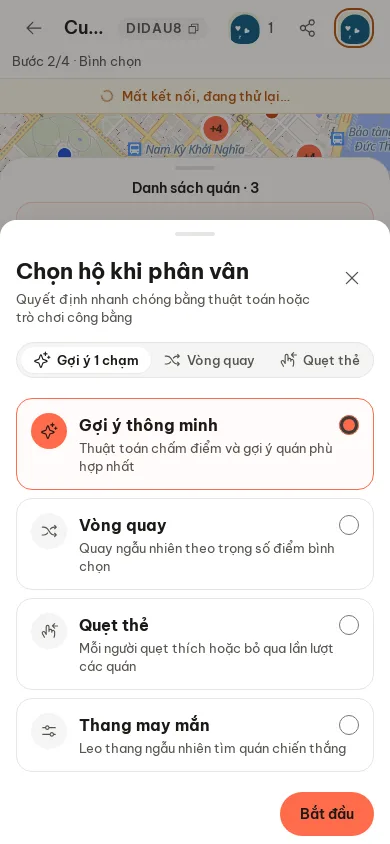 Cu...
DIDAU8
1
Bước 2/4 · Bình chọn
Mất kết nối, đang thử lại...
+4
Nam Kỳ Khởi Nghĩa
Bảo tàng
Đức Th
+4
Danh sách quán · 3
Chọn hộ khi phân vân
Quyết định nhanh chóng bằng thuật toán hoặc
trò chơi công bằng
Gợi ý 1 chạm
Vòng quay
Quẹt thẻ
Gợi ý thông minh
Thuật toán chấm điểm và gợi ý quán phù
hợp nhất
Vòng quay
Quay ngẫu nhiên theo trọng số điểm bình
chọn
Quẹt thẻ
Mỗi người quẹt thích hoặc bỏ qua lần lượt
các quán
Thang may mắn
Leo thang ngẫu nhiên tìm quán chiến thắng
Bắt đầu